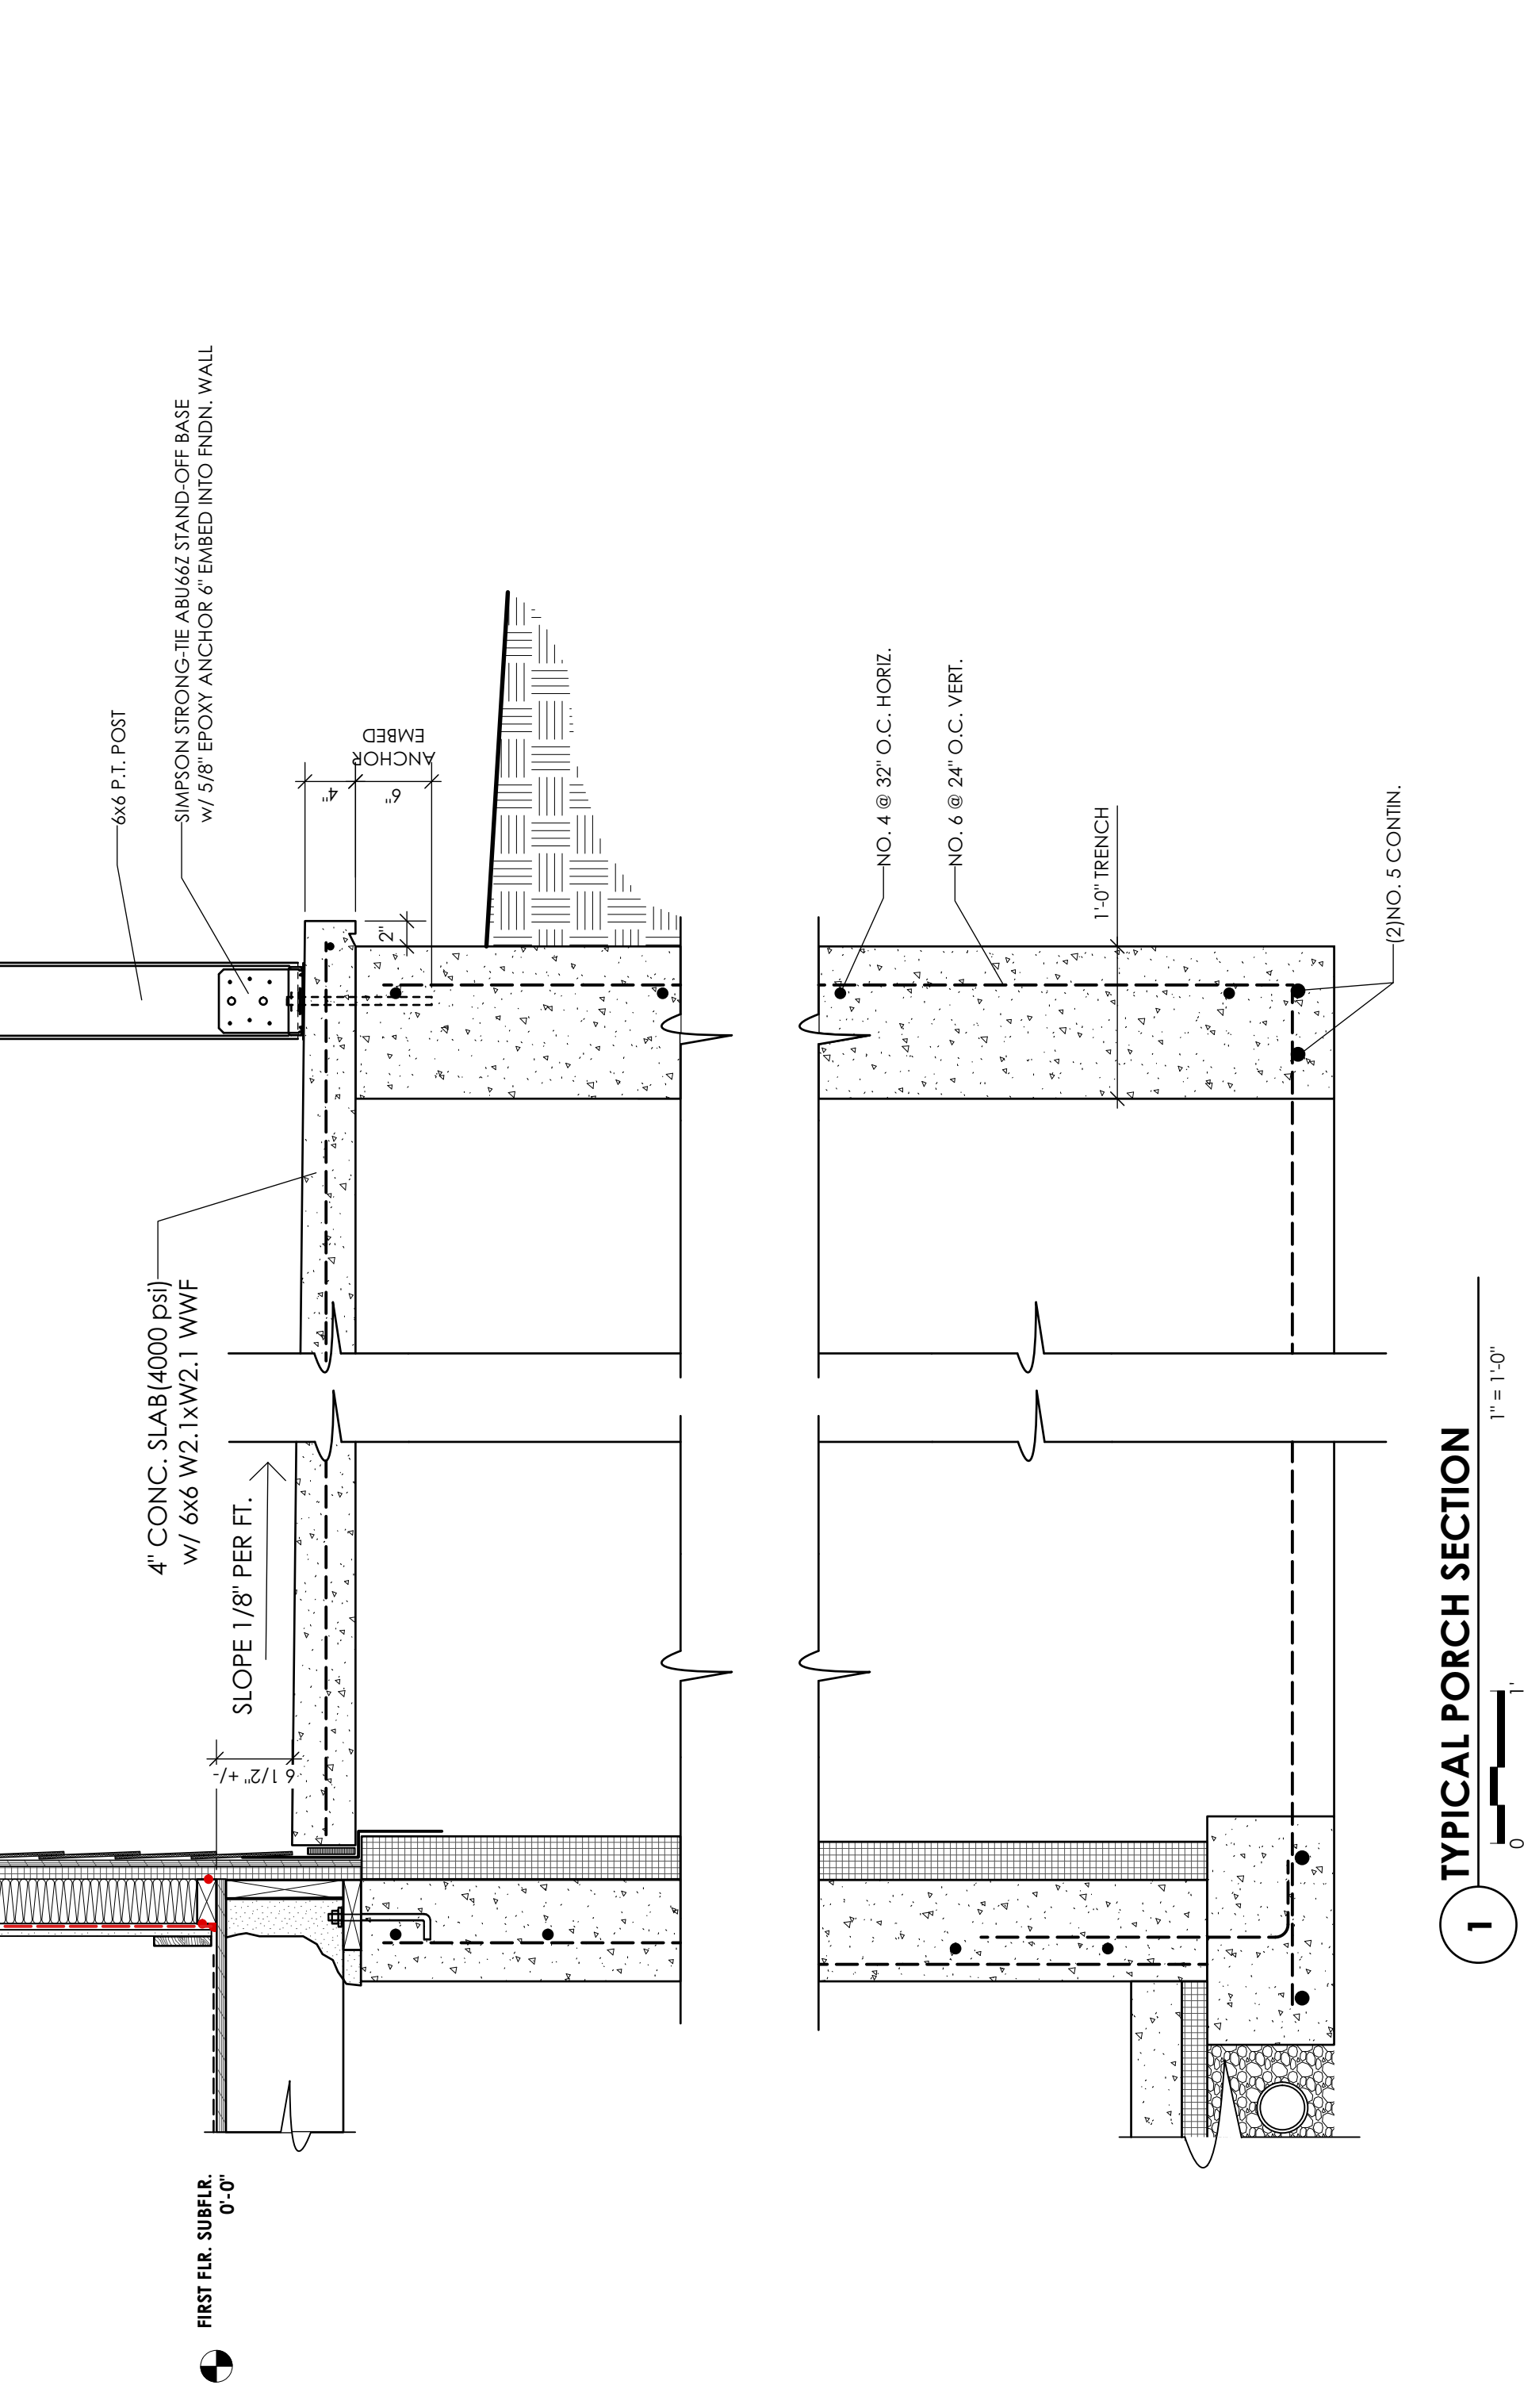 6x6 P.T. POST
SIMPSON STRONG-TIE ABU66Z STAND-OFF BASE
w/ 5/8" EPOXY ANCHOR 6" EMBED INTO FNDN. WALL
4" CONC. SLAB(4000 psi)
w/ 6x6 W2.1xW2.1 WWF
SLOPE 1/8" PER FT.
6 1/2" +/-
FIRST FLR. SUBFLR.
0'-0"
4"
6"
ANCHOR
EMBED
2"
NO. 4 @ 32" O.C. HORIZ.
NO. 6 @ 24" O.C. VERT.
1'-0" TRENCH
(2)NO. 5 CONTIN.
1
TYPICAL PORCH SECTION
0
1'
1" = 1'-0"